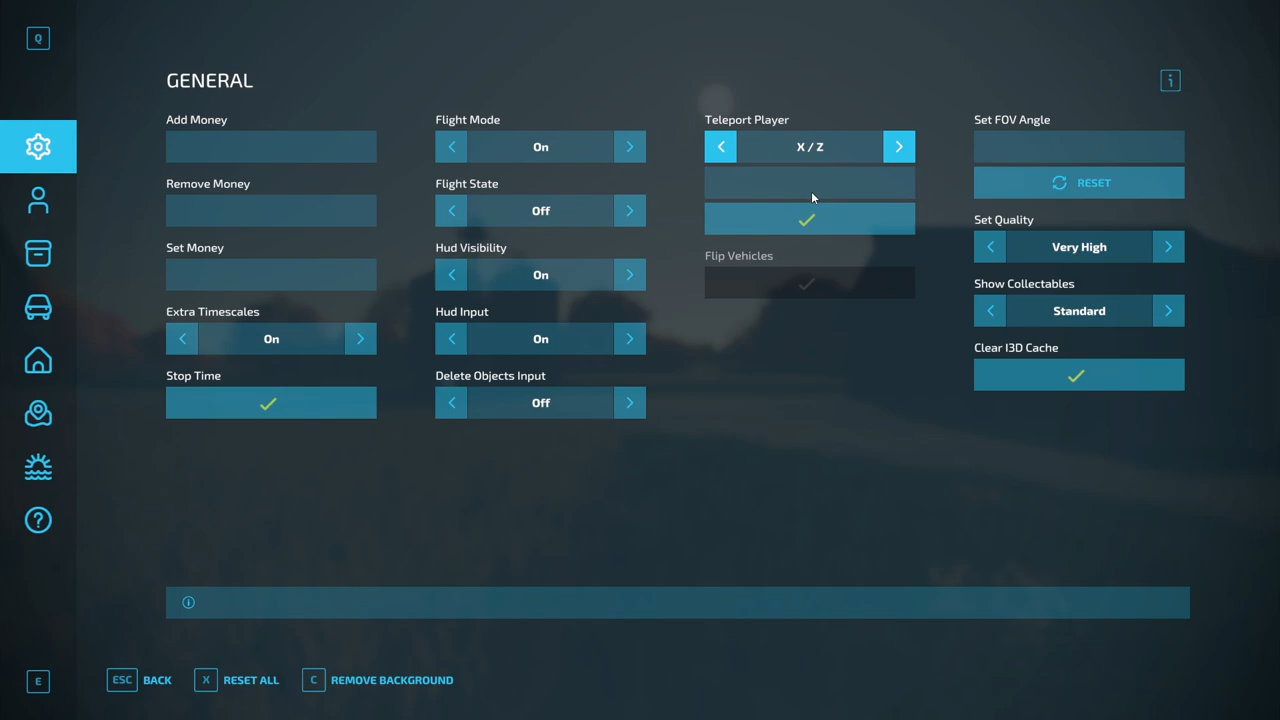 Q
GENERAL
i
Add Money
Remove Money
Set Money
Extra Timescales
On
Stop Time
Flight Mode
On
Flight State
Off
Hud Visibility
On
Hud Input
On
Delete Objects Input
Off
Teleport Player
X / Z
Flip Vehicles
Set FOV Angle
RESET
Set Quality
Very High
Show Collectables
Standard
Clear I3D Cache
E
ESC BACK X RESET ALL C REMOVE BACKGROUND